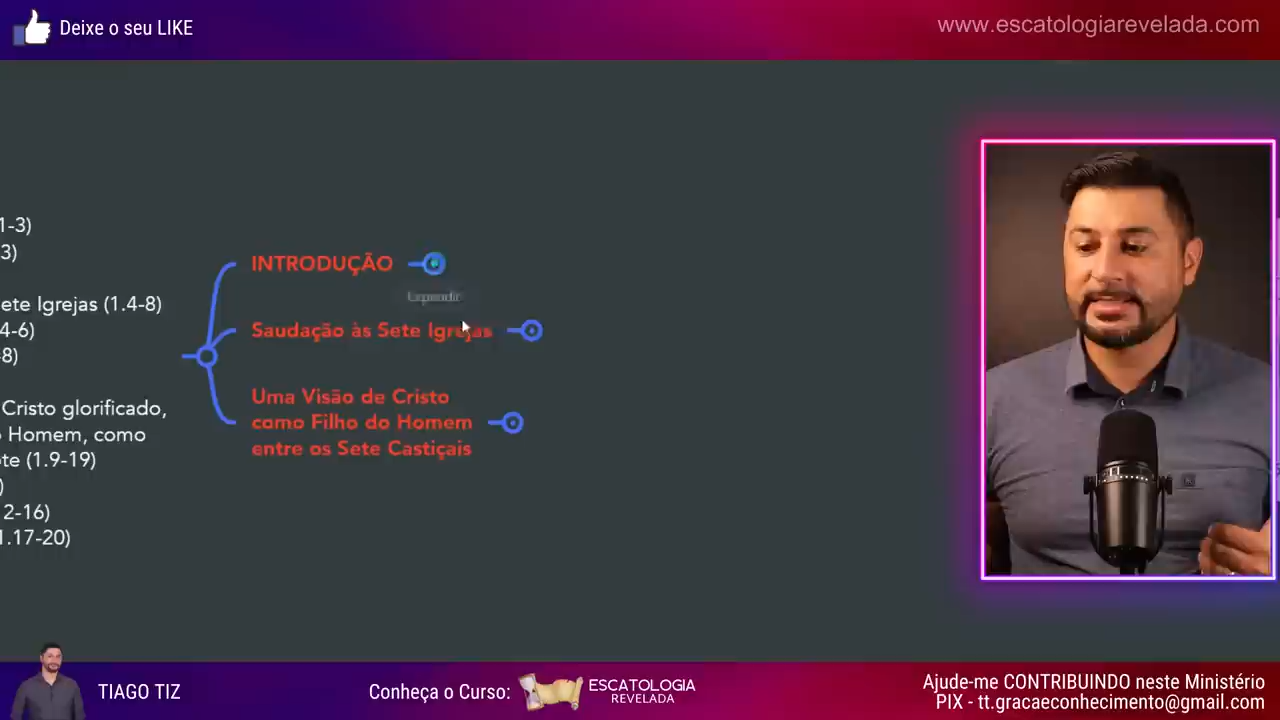 Deixe o seu LIKE
www.escatologiarevelada.com
1-3)
3)
ete Igrejas (1.4-8)
4-6)
-8)
Cristo glorificado,
o Homem, como
ote (1.9-19)
)
2-16)
1.17-20)
INTRODUÇÃO
Expandir
Saudação às Sete Igrejas
Uma Visão de Cristo
como Filho do Homem
entre os Sete Castiçais
TIAGO TIZ
Conheça o Curso:
ESCATOLOGIA
REVELADA
Ajude-me CONTRIBUINDO neste Ministério
PIX - tt.gracaeconhecimento@gmail.com